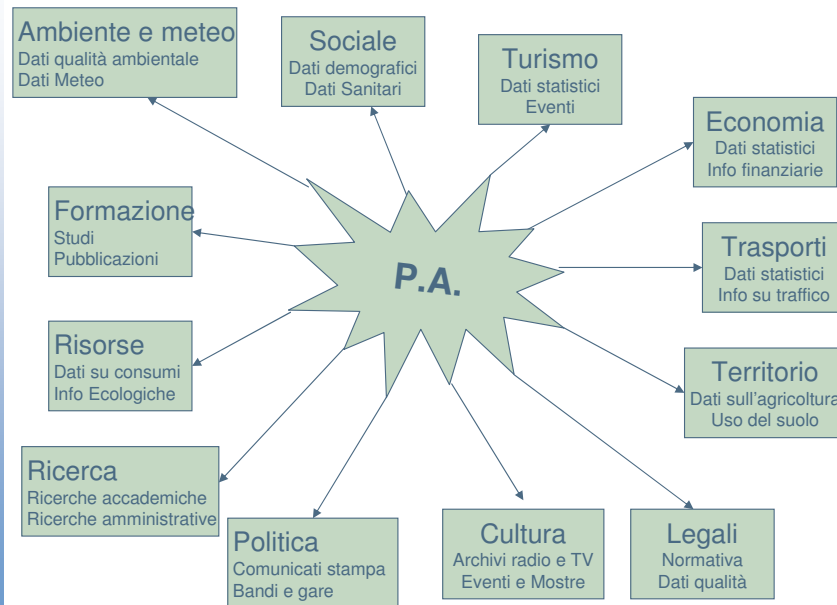 Ambiente e meteo
Dati qualità ambientale
Dati Meteo
Sociale
Dati demografici
Dati Sanitari
Turismo
Dati statistici
Eventi
Economia
Dati statistici
Info finanziarie
Formazione
Studi
Pubblicazioni
P.A.
Trasporti
Dati statistici
Info su traffico
Risorse
Dati su consumi
Info Ecologiche
Territorio
Dati sull'agricoltura
Uso del suolo
Ricerca
Ricerche accademiche
Ricerche amministrative
Politica
Comunicati stampa
Bandi e gare
Cultura
Archivi radio e TV
Eventi e Mostre
Legali
Normativa
Dati qualità